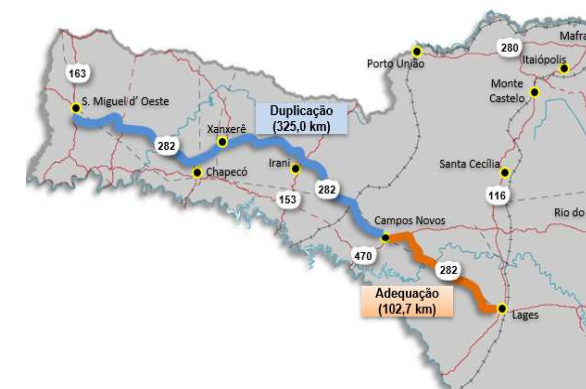 Mafra
280
Itaiópolis
Porto União
163
Monte
Castelo
S. Miguel d' Oeste
Duplicação
(325,0 km)
Xanxerê
282
Irani
Santa Cecília
Chapecó
282
153
116
Campos Novos
Rio do
470
282
Adequação
(102,7 km)
Lages